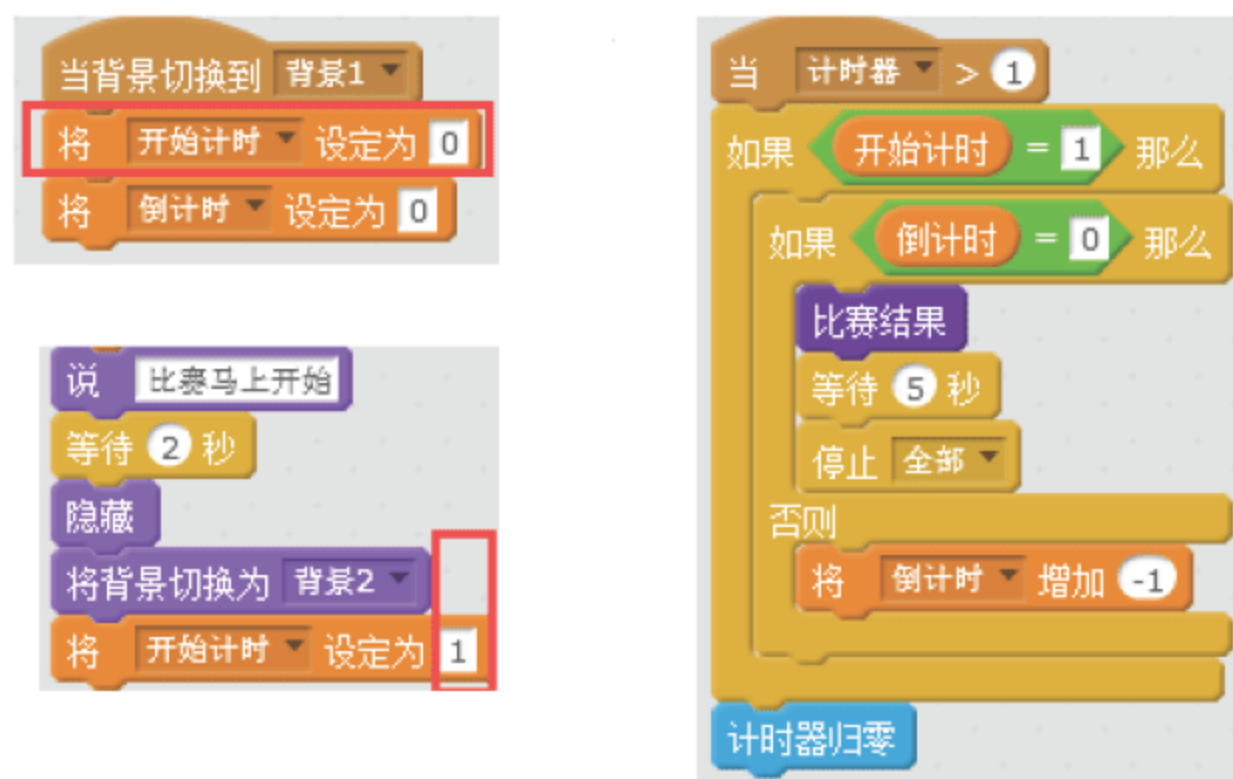 当背景切换到 背景1
将 开始计时 设定为 0
将 倒计时 设定为 0
说 比赛马上开始
等待 2 秒
隐藏
将背景切换为 背景2
将 开始计时 设定为 1
当 计时器 > 1
如果 开始计时 = 1 那么
如果 倒计时 = 0 那么
比赛结果
等待 5 秒
停止 全部
否则
将 倒计时 增加 -1
计时器归零